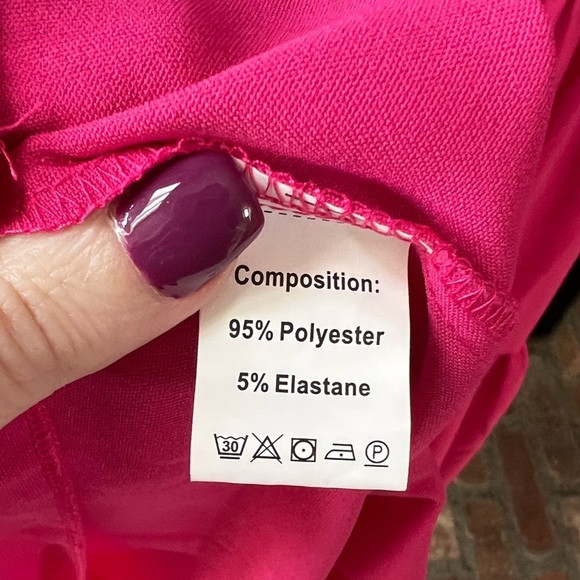 Composition:
95% Polyester
5% Elastane
30 P